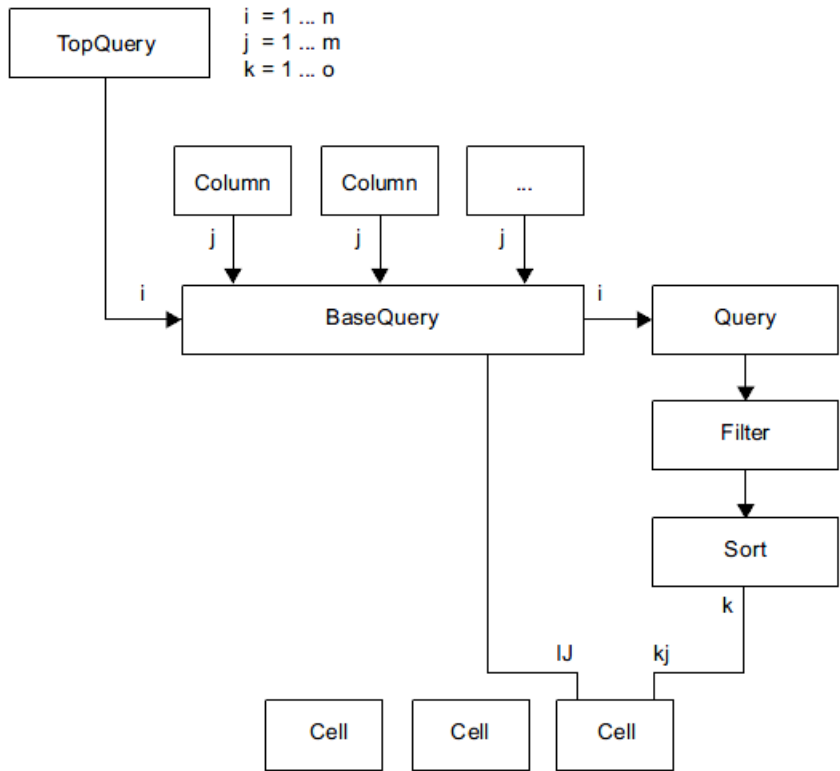 i = 1 ... n
TopQuery
j = 1 ... m
k = 1 ... o
Column
Column
...
j
j
j
i
BaseQuery
i
Query
Filter
Sort
k
IJ
kj
Cell
Cell
Cell